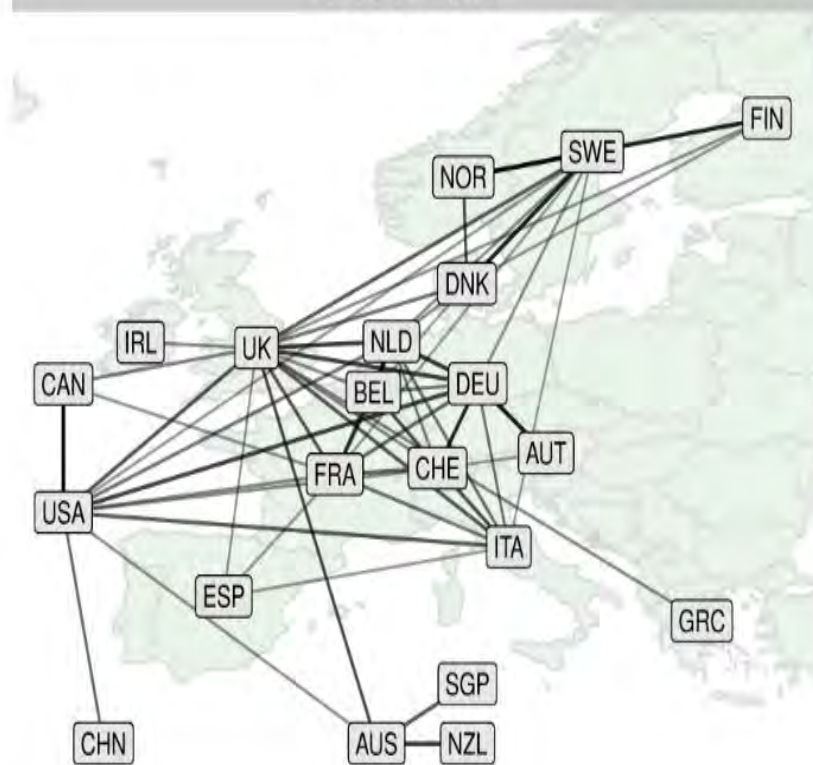 FIN
SWE
NOR
DNK
IRL
UK
NLD
CAN
BEL
DEU
AUT
FRA
CHE
USA
ITA
ESP
GRC
SGP
CHN
AUS
NZL